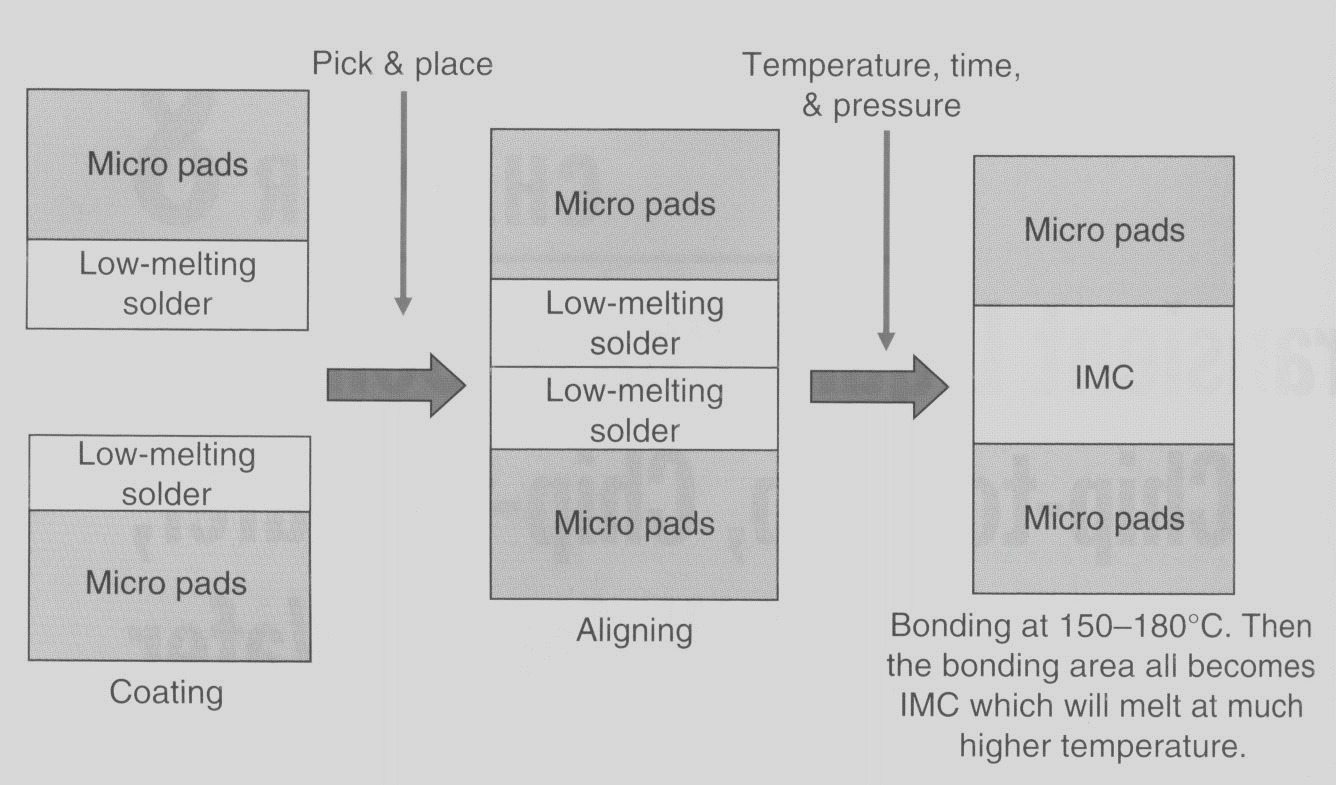 Pick & place
Temperature, time,
& pressure
Micro pads
Low-melting
solder
Low-melting
solder
Micro pads
Coating
Micro pads
Low-melting
solder
Low-melting
solder
Micro pads
Aligning
Micro pads
IMC
Micro pads
Bonding at 150–180°C. Then
the bonding area all becomes
IMC which will melt at much
higher temperature.